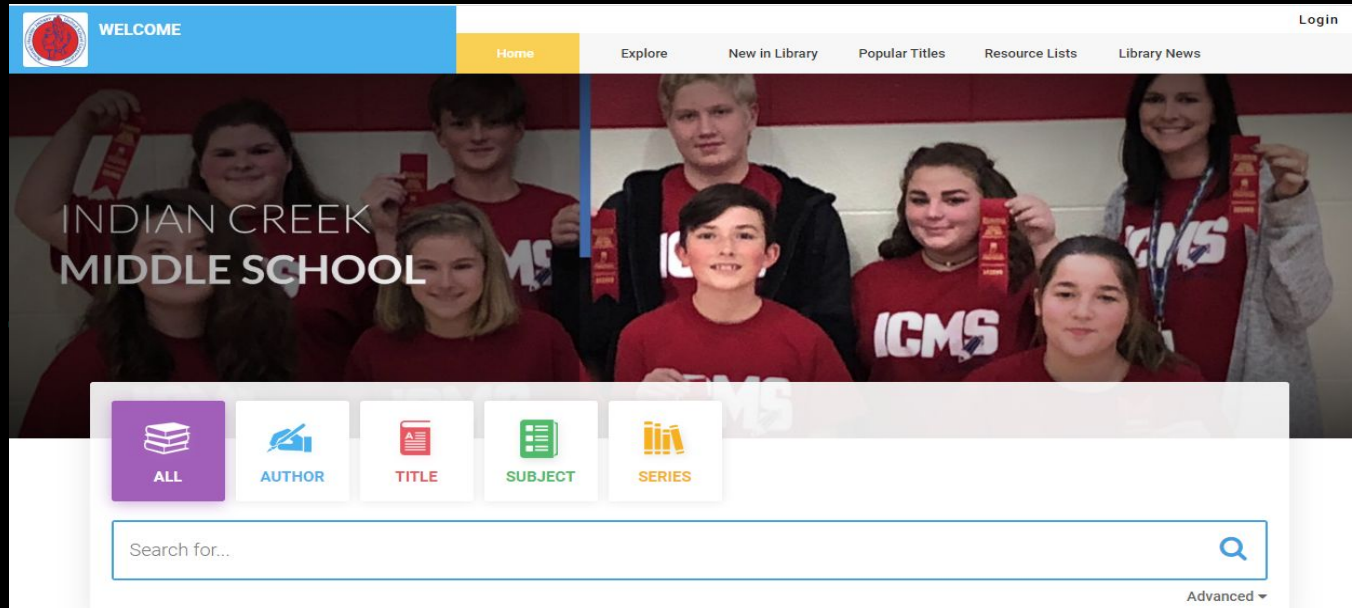 WELCOME
Login
Home Explore New in Library Popular Titles Resource Lists Library News
INDIAN CREEK
MIDDLE SCHOOL
ICMS
ALL AUTHOR TITLE SUBJECT SERIES
Search for...
Advanced